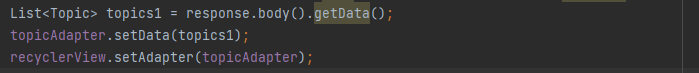 List<Topic> topics1 = response.body().getData();
topicAdapter.setData(topics1);
recyclerView.setAdapter(topicAdapter);